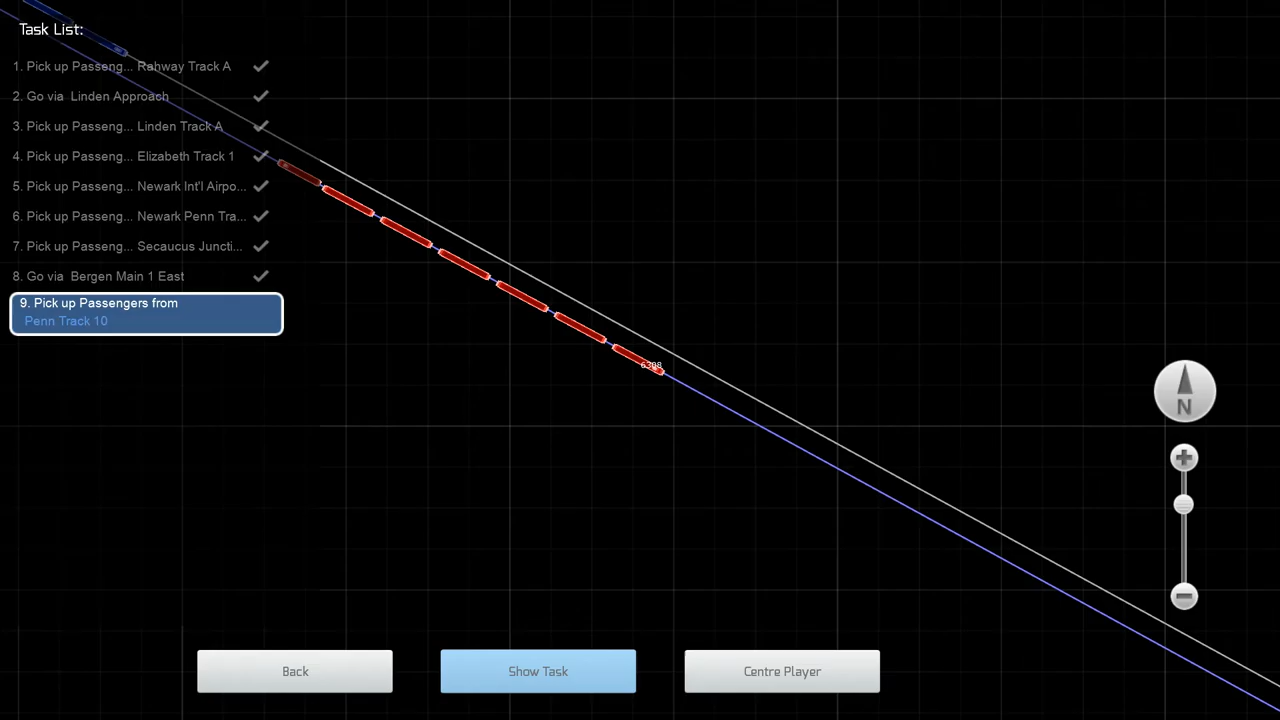 Task List:
1. Pick up Passeng... Rahway Track A
2. Go via  Linden Approach
3. Pick up Passeng... Linden Track A
4. Pick up Passeng... Elizabeth Track 1
5. Pick up Passeng... Newark Int'l Airpo...
6. Pick up Passeng... Newark Penn Tra...
7. Pick up Passeng... Secaucus Juncti...
8. Go via  Bergen Main 1 East
9. Pick up Passengers from
Penn Track 10
N
Back
Show Task
Centre Player